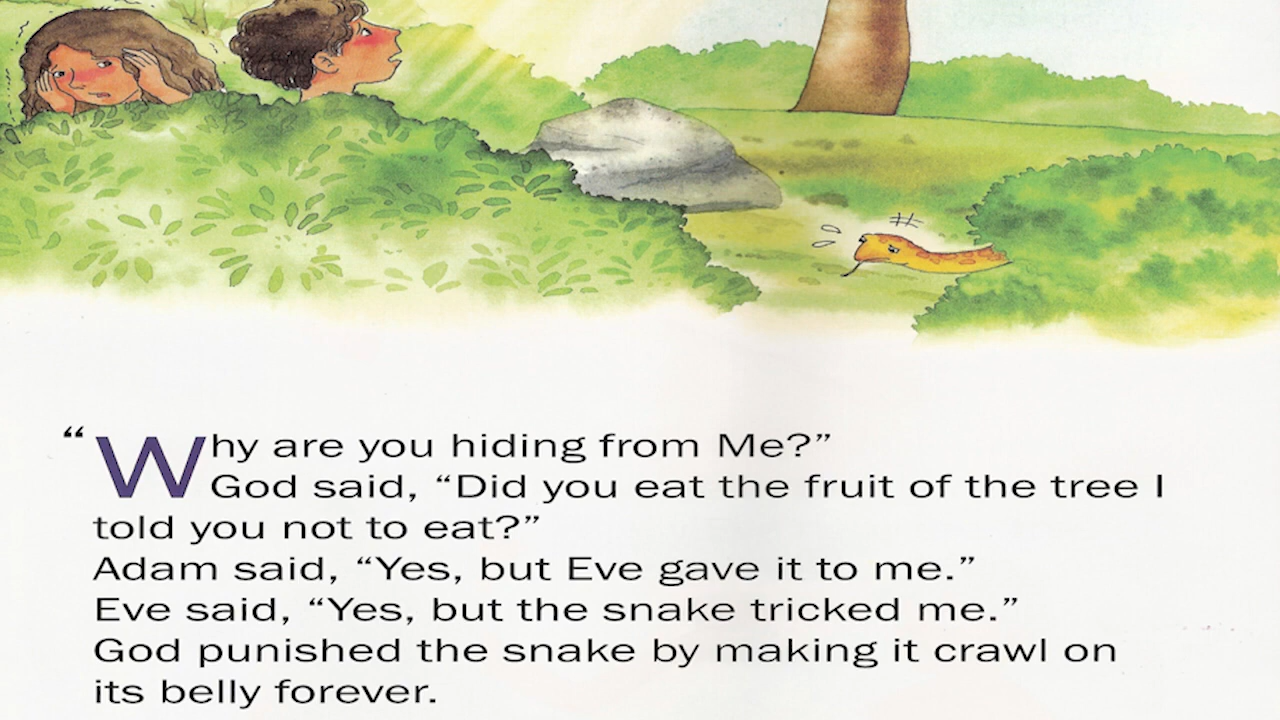 “Why are you hiding from Me?”
God said, “Did you eat the fruit of the tree I
told you not to eat?”
Adam said, “Yes, but Eve gave it to me.”
Eve said, “Yes, but the snake tricked me.”
God punished the snake by making it crawl on
its belly forever.